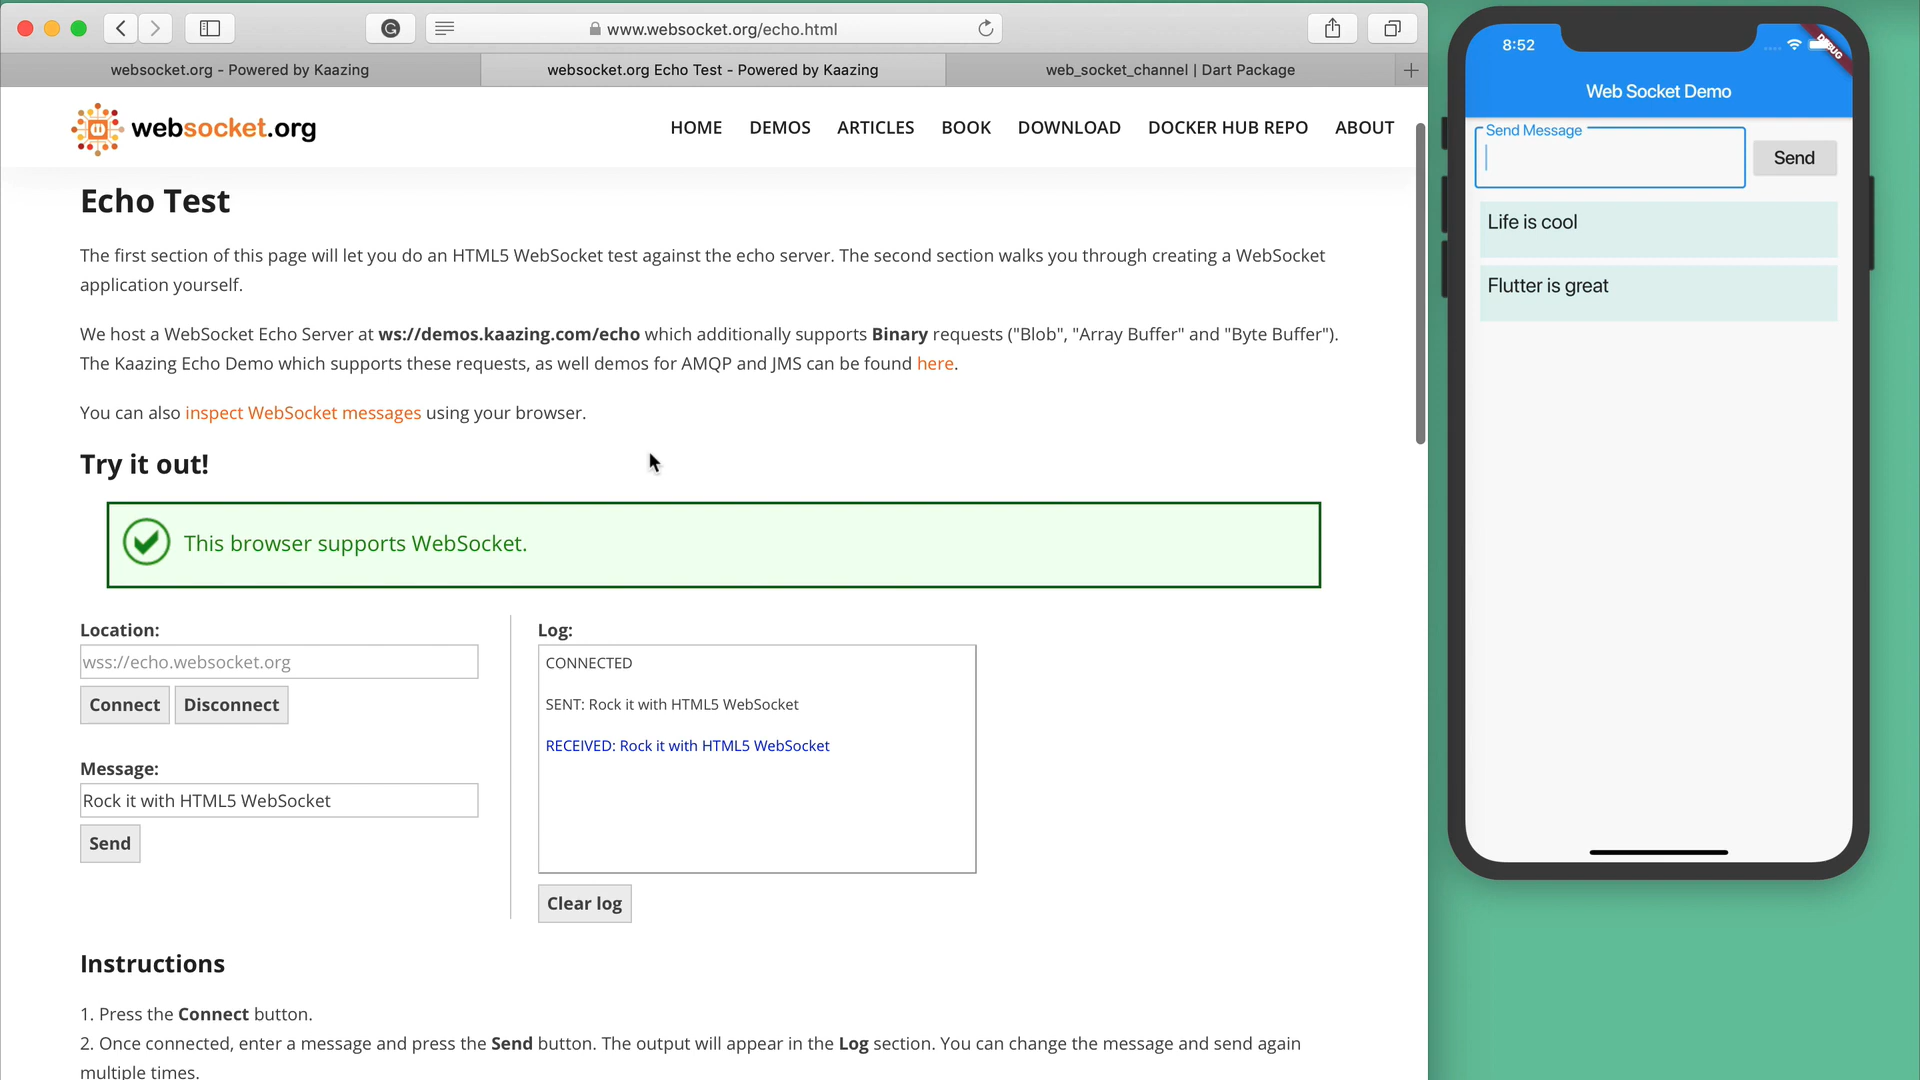 www.websocket.org/echo.html
websocket.org - Powered by Kaazing
websocket.org Echo Test - Powered by Kaazing
web_socket_channel | Dart Package
websocket.org
HOME
DEMOS
ARTICLES
BOOK
DOWNLOAD
DOCKER HUB REPO
ABOUT
Echo Test
The first section of this page will let you do an HTML5 WebSocket test against the echo server. The second section walks you through creating a WebSocket
application yourself.
We host a WebSocket Echo Server at ws://demos.kaazing.com/echo which additionally supports Binary requests ("Blob", "Array Buffer" and "Byte Buffer").
The Kaazing Echo Demo which supports these requests, as well demos for AMQP and JMS can be found here.
You can also inspect WebSocket messages using your browser.
Try it out!
This browser supports WebSocket.
Location:
wss://echo.websocket.org
Connect
Disconnect
Message:
Rock it with HTML5 WebSocket
Send
Log:
CONNECTED
SENT: Rock it with HTML5 WebSocket
RECEIVED: Rock it with HTML5 WebSocket
Clear log
Instructions
1. Press the Connect button.
2. Once connected, enter a message and press the Send button. The output will appear in the Log section. You can change the message and send again
multiple times.
8:52
DEBUG
Web Socket Demo
Send Message
Send
Life is cool
Flutter is great